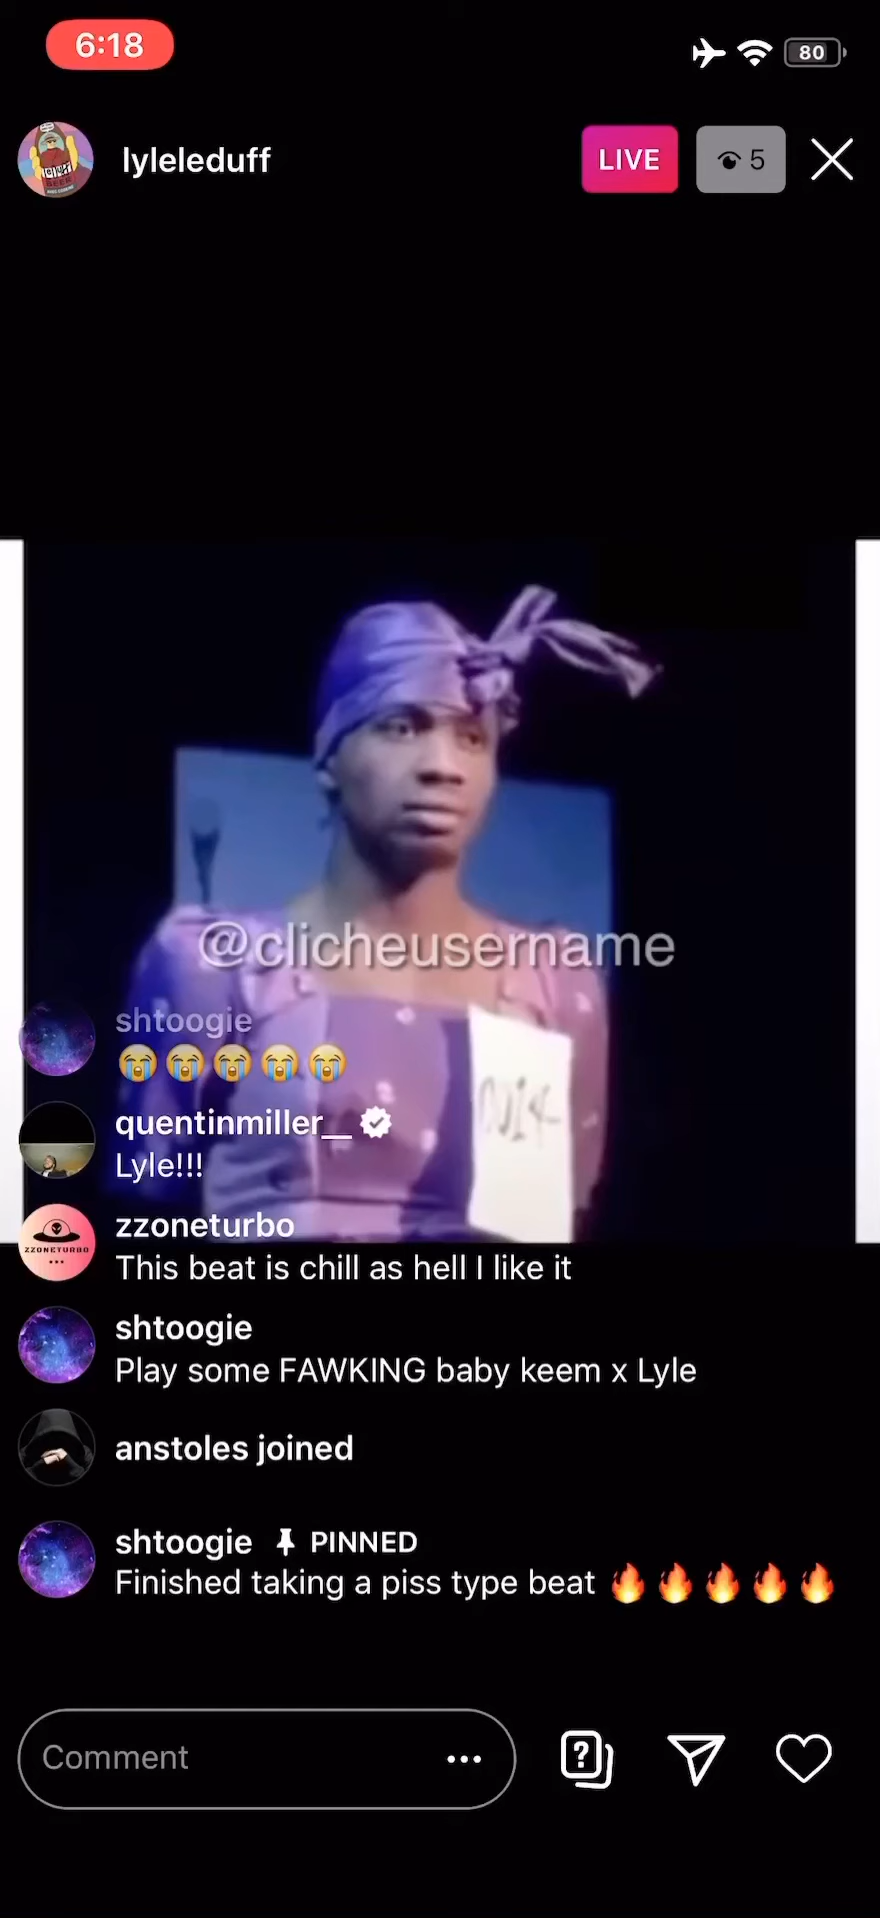 6:18
80
lyleleduff
LIVE
5
@clicheusername
shtoogie
😭😭😭😭😭
quentinmiller__
Lyle!!!
ZZONETURBO
zzoneturbo
This beat is chill as hell I like it
shtoogie
Play some FAWKING baby keem x Lyle
anstoles joined
shtoogie PINNED
Finished taking a piss type beat 🔥🔥🔥🔥🔥
Comment